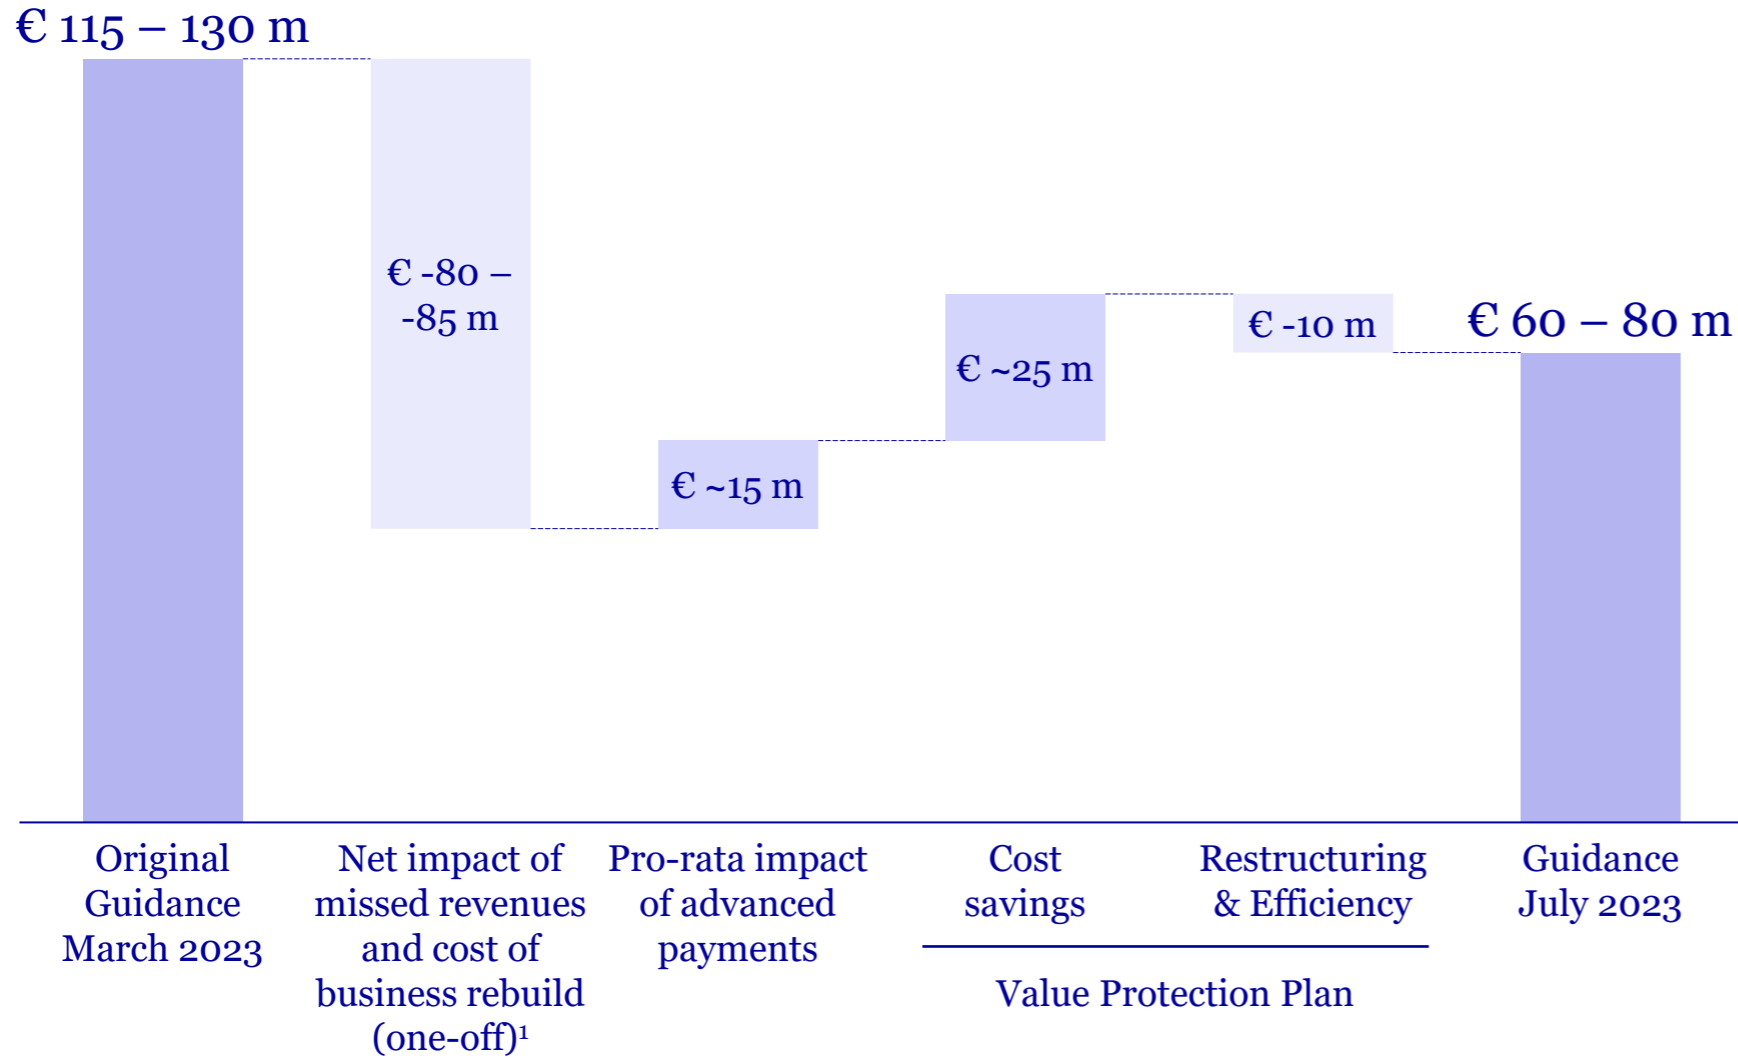 € 115 – 130 m
€ -80 –
-85 m
€ ~15 m
€ ~25 m
€ -10 m
€ 60 – 80 m
Original
Guidance
March 2023
Net impact of
missed revenues
and cost of
business rebuild
(one-off)¹
Pro-rata impact
of advanced
payments
Cost
savings
Restructuring
& Efficiency
Value Protection Plan
Guidance
July 2023